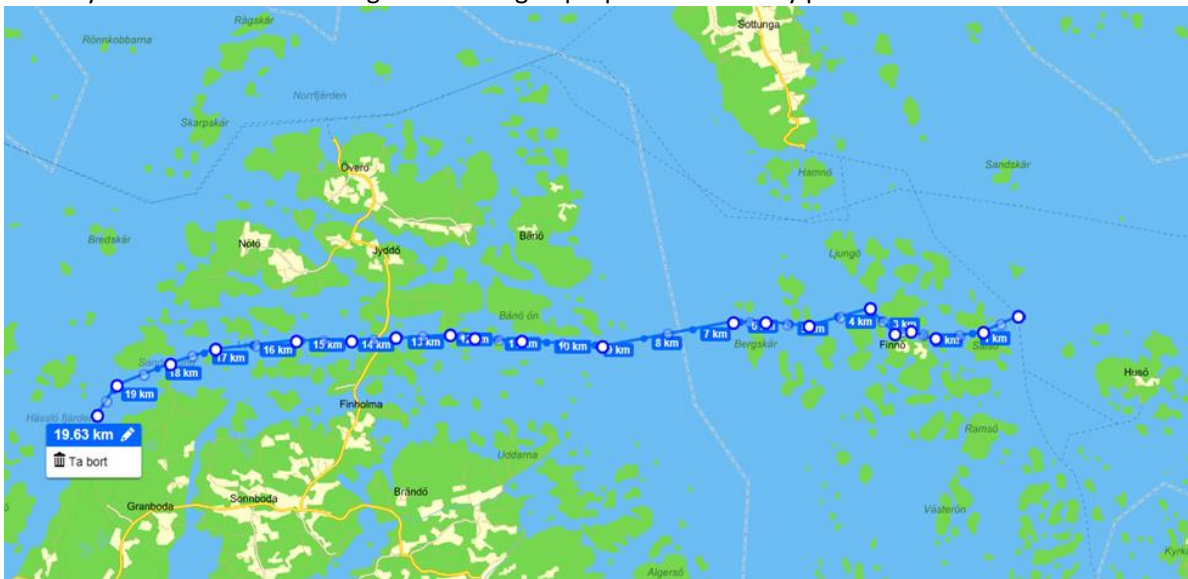 Rågskär
Sottunga
Rönnkobbarna
Norrfjärden
Skarpskär
Överö
Sandskär
Hamnö
Bänö
Bredskär
Nötö
Jyddö
Ljungö
Bänö ön
4 km
3 km
7 km
8 km
Bergskär
Finnö
Husö
10 km
9 km
13 km
14 km
15 km
16 km
17 km
18 km
19 km
Hässlö fjärden
Finholma
19.63 km
Ta bort
Ramsö
Uddarna
Brändö
Sonnboda
Granboda
Västerön
Algersö